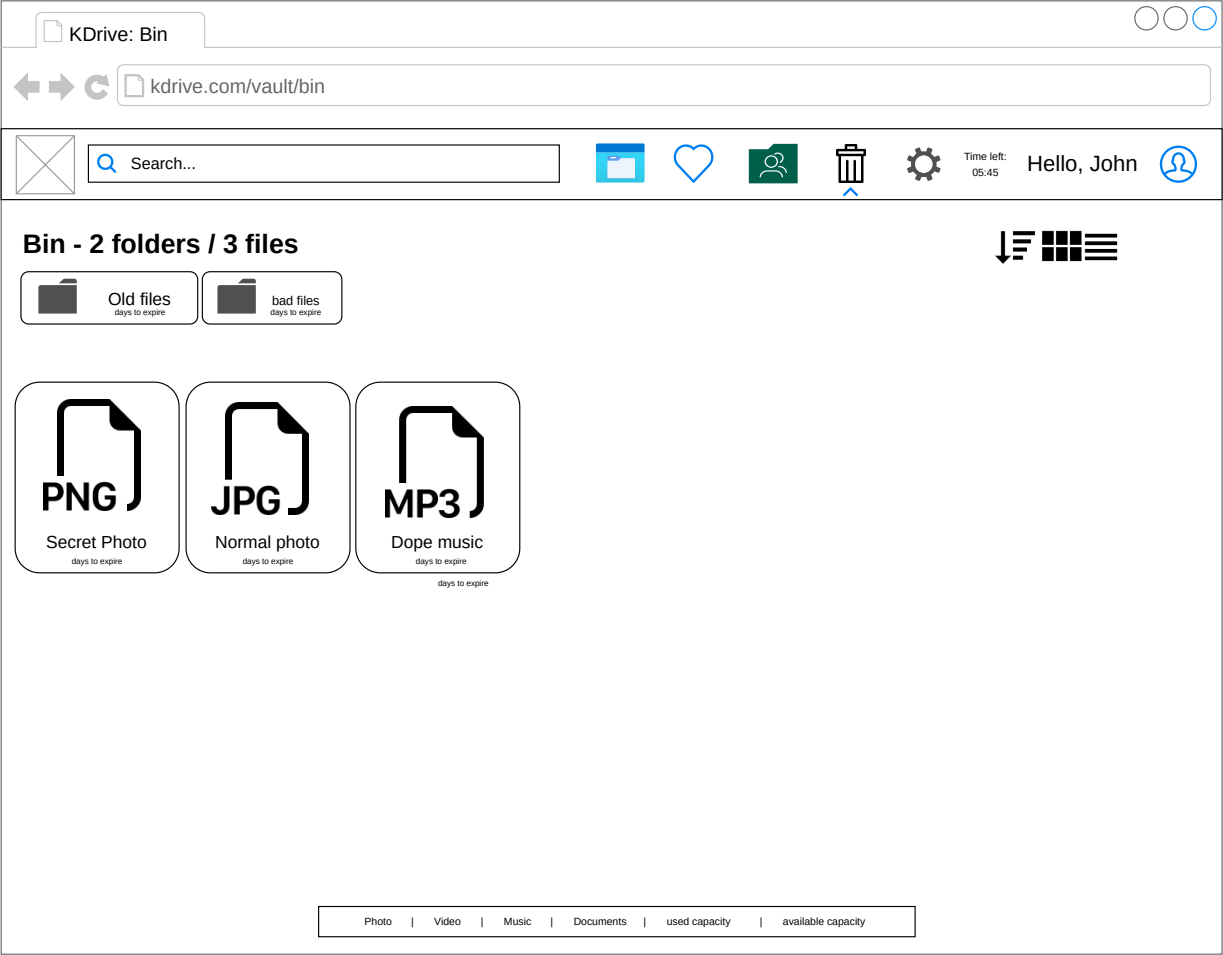 KDrive: Bin
kdrive.com/vault/bin
Search...
Time left:
05:45
Hello, John
Bin - 2 folders / 3 files
Old files
days to expire
bad files
days to expire
PNG
Secret Photo
days to expire
JPG
Normal photo
days to expire
MP3
Dope music
days to expire
days to expire
Photo | Video | Music | Documents | used capacity | available capacity